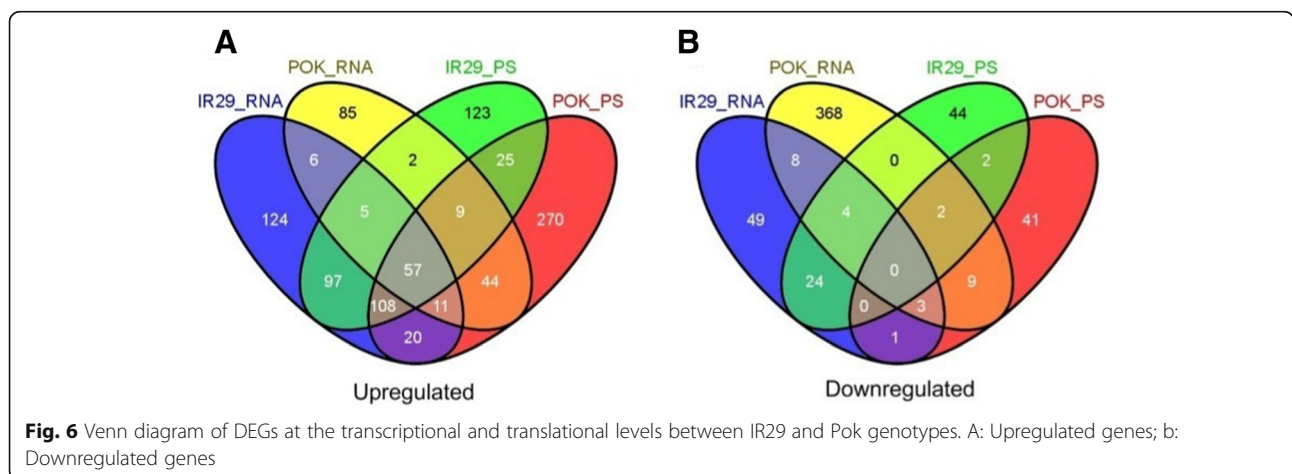 A
B
POK_RNA
IR29_PS
IR29_RNA
POK_PS
85
123
6
2
25
124
5
9
270
97
57
44
108
11
20
Upregulated
POK_RNA
IR29_PS
IR29_RNA
POK_PS
368
44
8
0
2
49
4
2
41
24
0
9
0
3
1
Downregulated
Fig. 6 Venn diagram of DEGs at the transcriptional and translational levels between IR29 and Pok genotypes. A: Upregulated genes; b:
Downregulated genes